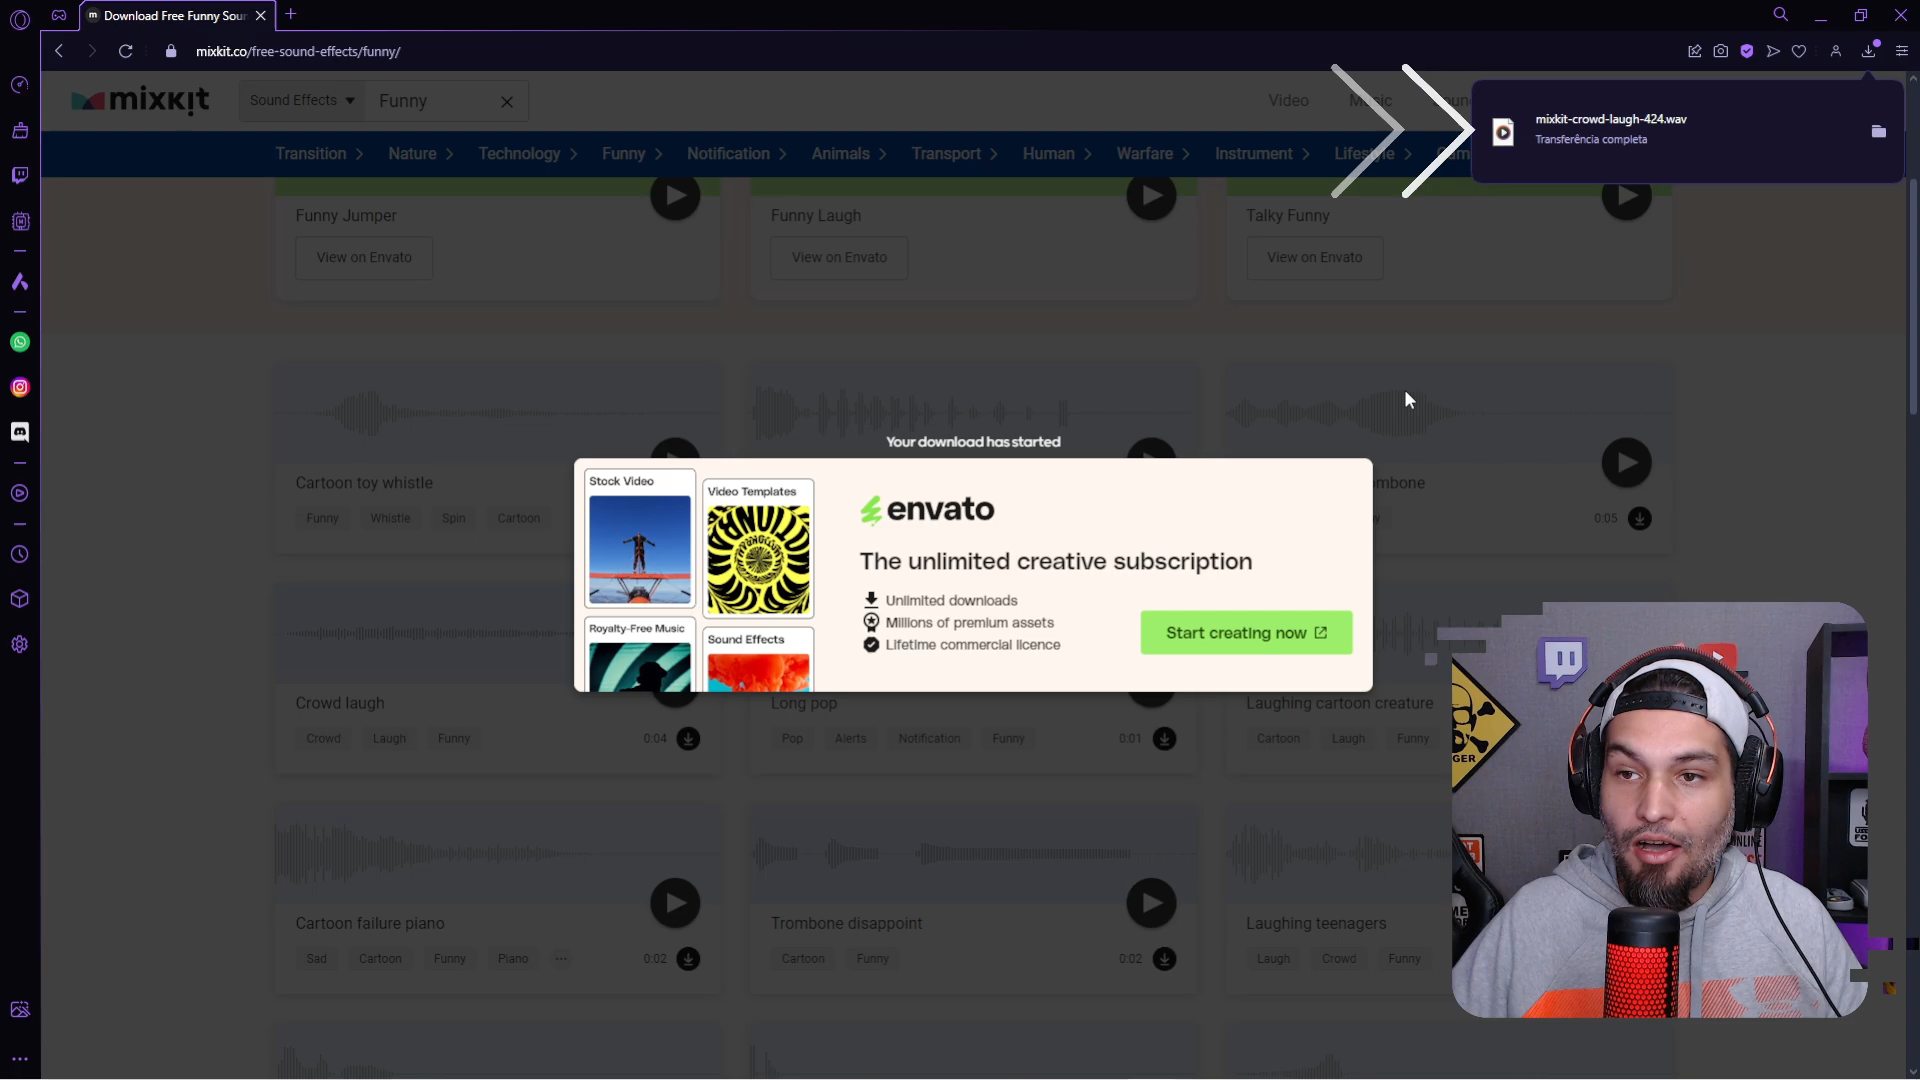 Download Free Funny Soun
mixkit.co/free-sound-effects/funny/
mixkit
Sound Effects
Funny
Video
Music
mixkit-crowd-laugh-424.wav
Transferência completa
Transition
Nature
Technology
Funny
Notification
Animals
Transport
Human
Warfare
Instrument
Lifestyle
Funny Jumper
Funny Laugh
Talky Funny
View on Envato
View on Envato
View on Envato
Your download has started
Cartoon toy whistle
Funny Whistle Spin Cartoon
0:05
Stock Video
Video Templates
Royalty-Free Music
Sound Effects
envato
The unlimited creative subscription
Unlimited downloads
Millions of premium assets
Lifetime commercial licence
Start creating now
Crowd laugh
Crowd Laugh Funny
0:04
Long pop
Pop Alerts Notification Funny
0:01
Laughing cartoon creature
Cartoon Laugh Funny
Cartoon failure piano
Sad Cartoon Funny Piano
0:02
Trombone disappoint
Cartoon Funny
0:02
Laughing teenagers
Laugh Crowd Funny